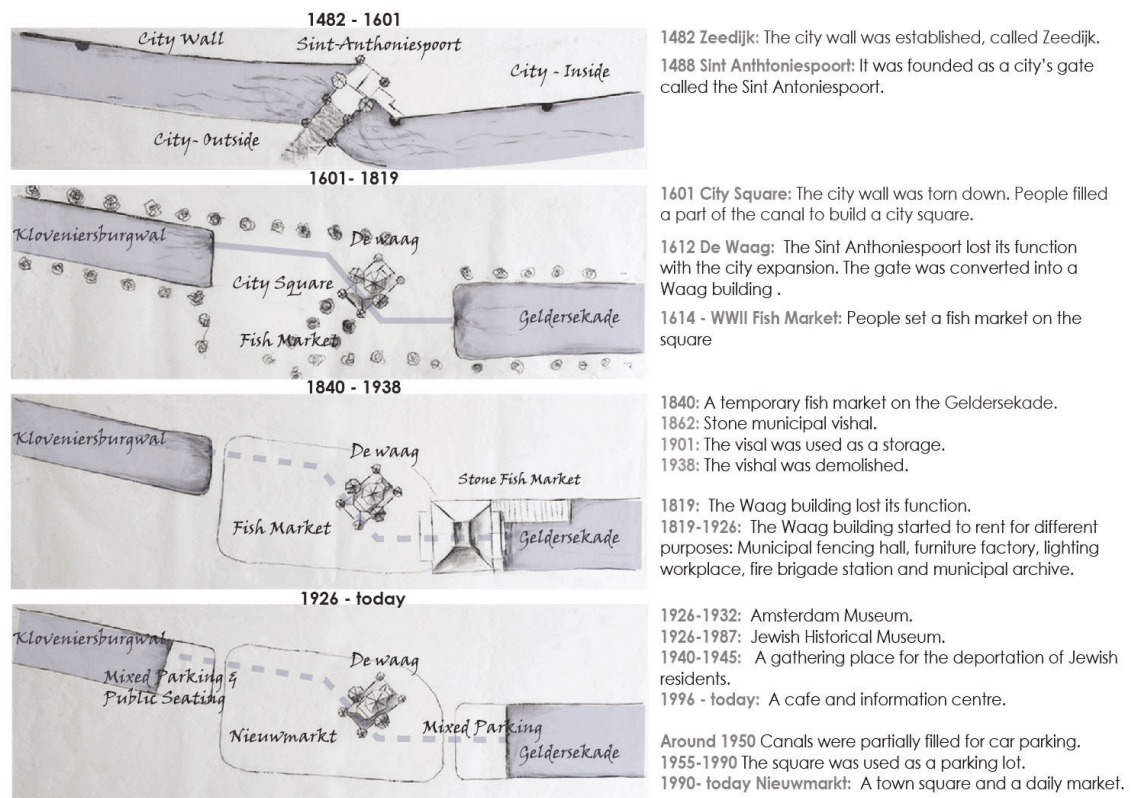 1482 - 1601
City Wall
Sint-Anthoniespoort
City - Inside
City- Outside
1482 Zeedijk: The city wall was established, called Zeedijk.
1488 Sint Anthtoniespoort: It was founded as a city's gate
called the Sint Antoniespoort.
1601- 1819
Kloveniersburgwal
De waag
City Square
Fish Market
Geldersekade
1601 City Square: The city wall was torn down. People filled
a part of the canal to build a city square.
1612 De Waag: The Sint Anthoniespoort lost its function
with the city expansion. The gate was converted into a
Waag building .
1614 - WWII Fish Market: People set a fish market on the
square
1840 - 1938
Kloveniersburgwal
De waag
Stone Fish Market
Fish Market
Geldersekade
1840: A temporary fish market on the Geldersekade.
1862: Stone municipal vishal.
1901: The visal was used as a storage.
1938: The vishal was demolished.
1819: The Waag building lost its function.
1819-1926: The Waag building started to rent for different
purposes: Municipal fencing hall, furniture factory, lighting
workplace, fire brigade station and municipal archive.
1926 - today
Kloveniersburgwal
Mixed Parking &
Public Seating
De waag
Nieuwmarkt
Mixed Parking
Geldersekade
1926-1932: Amsterdam Museum.
1926-1987: Jewish Historical Museum.
1940-1945: A gathering place for the deportation of Jewish
residents.
1996 - today: A cafe and information centre.
Around 1950 Canals were partially filled for car parking.
1955-1990 The square was used as a parking lot.
1990- today Nieuwmarkt: A town square and a daily market.